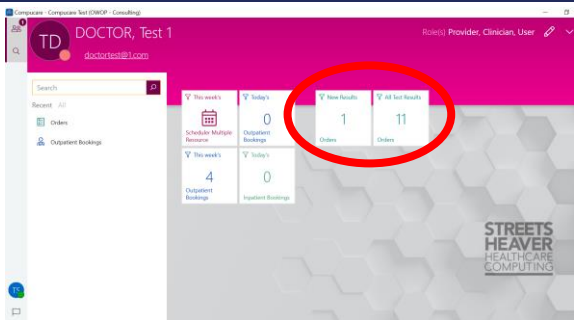 Compucare - Compucare Test (OWOP - Consulting)
TD
DOCTOR, Test 1
doctortest@1.com
Role(s) Provider, Clinician, User
Search
Recent All
Orders
Outpatient Bookings
This week's
Scheduler Multiple
Resource
Today's
0
Outpatient
Bookings
New Results
1
Orders
All Test Results
11
Orders
This week's
4
Outpatient
Bookings
Today's
0
Inpatient Bookings
STREETS
HEAVER
HEALTHCARE
COMPUTING